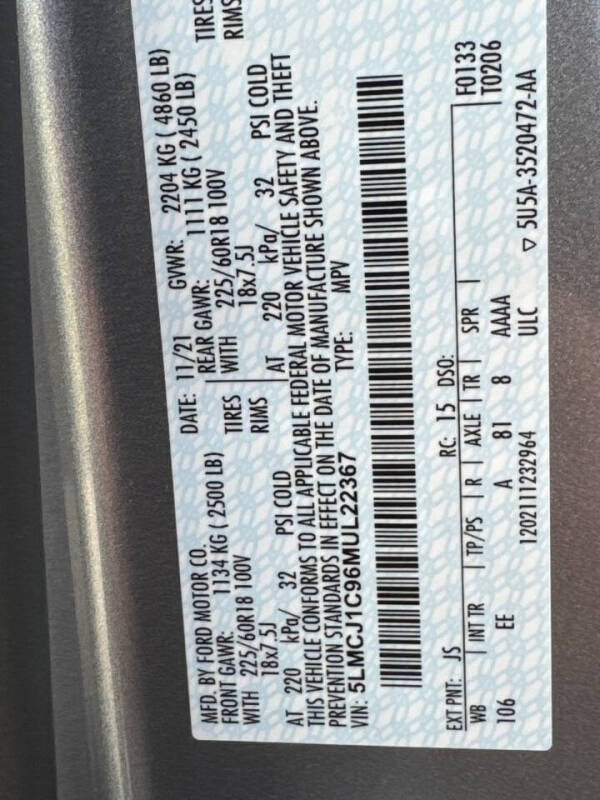 MFD. BY FORD MOTOR CO.
DATE: 11/21 GVWR: 2204 KG ( 4860 LB)
FRONT GAWR: 1134 KG ( 2500 LB) REAR GAWR: 1111 KG ( 2450 LB)
WITH 225/60R18 100V TIRES WITH 225/60R18 100V TIRES
18x7.5J RIMS 18x7.5J RIMS
AT 220 kPa/ 32 PSI COLD AT 220 kPa/ 32 PSI COLD
THIS VEHICLE CONFORMS TO ALL APPLICABLE FEDERAL MOTOR VEHICLE SAFETY AND THEFT
PREVENTION STANDARDS IN EFFECT ON THE DATE OF MANUFACTURE SHOWN ABOVE.
VIN: 5LMCJ1C96MUL22367 TYPE: MPV
EXT PNT: JS RC: 15 DSO: F0133
WB INT TR TP/PS R AXLE TR SPR T0206
106 EE A 81 8 AAAA
1202111232964 ULC ▽ 5U5A-3520472-AA